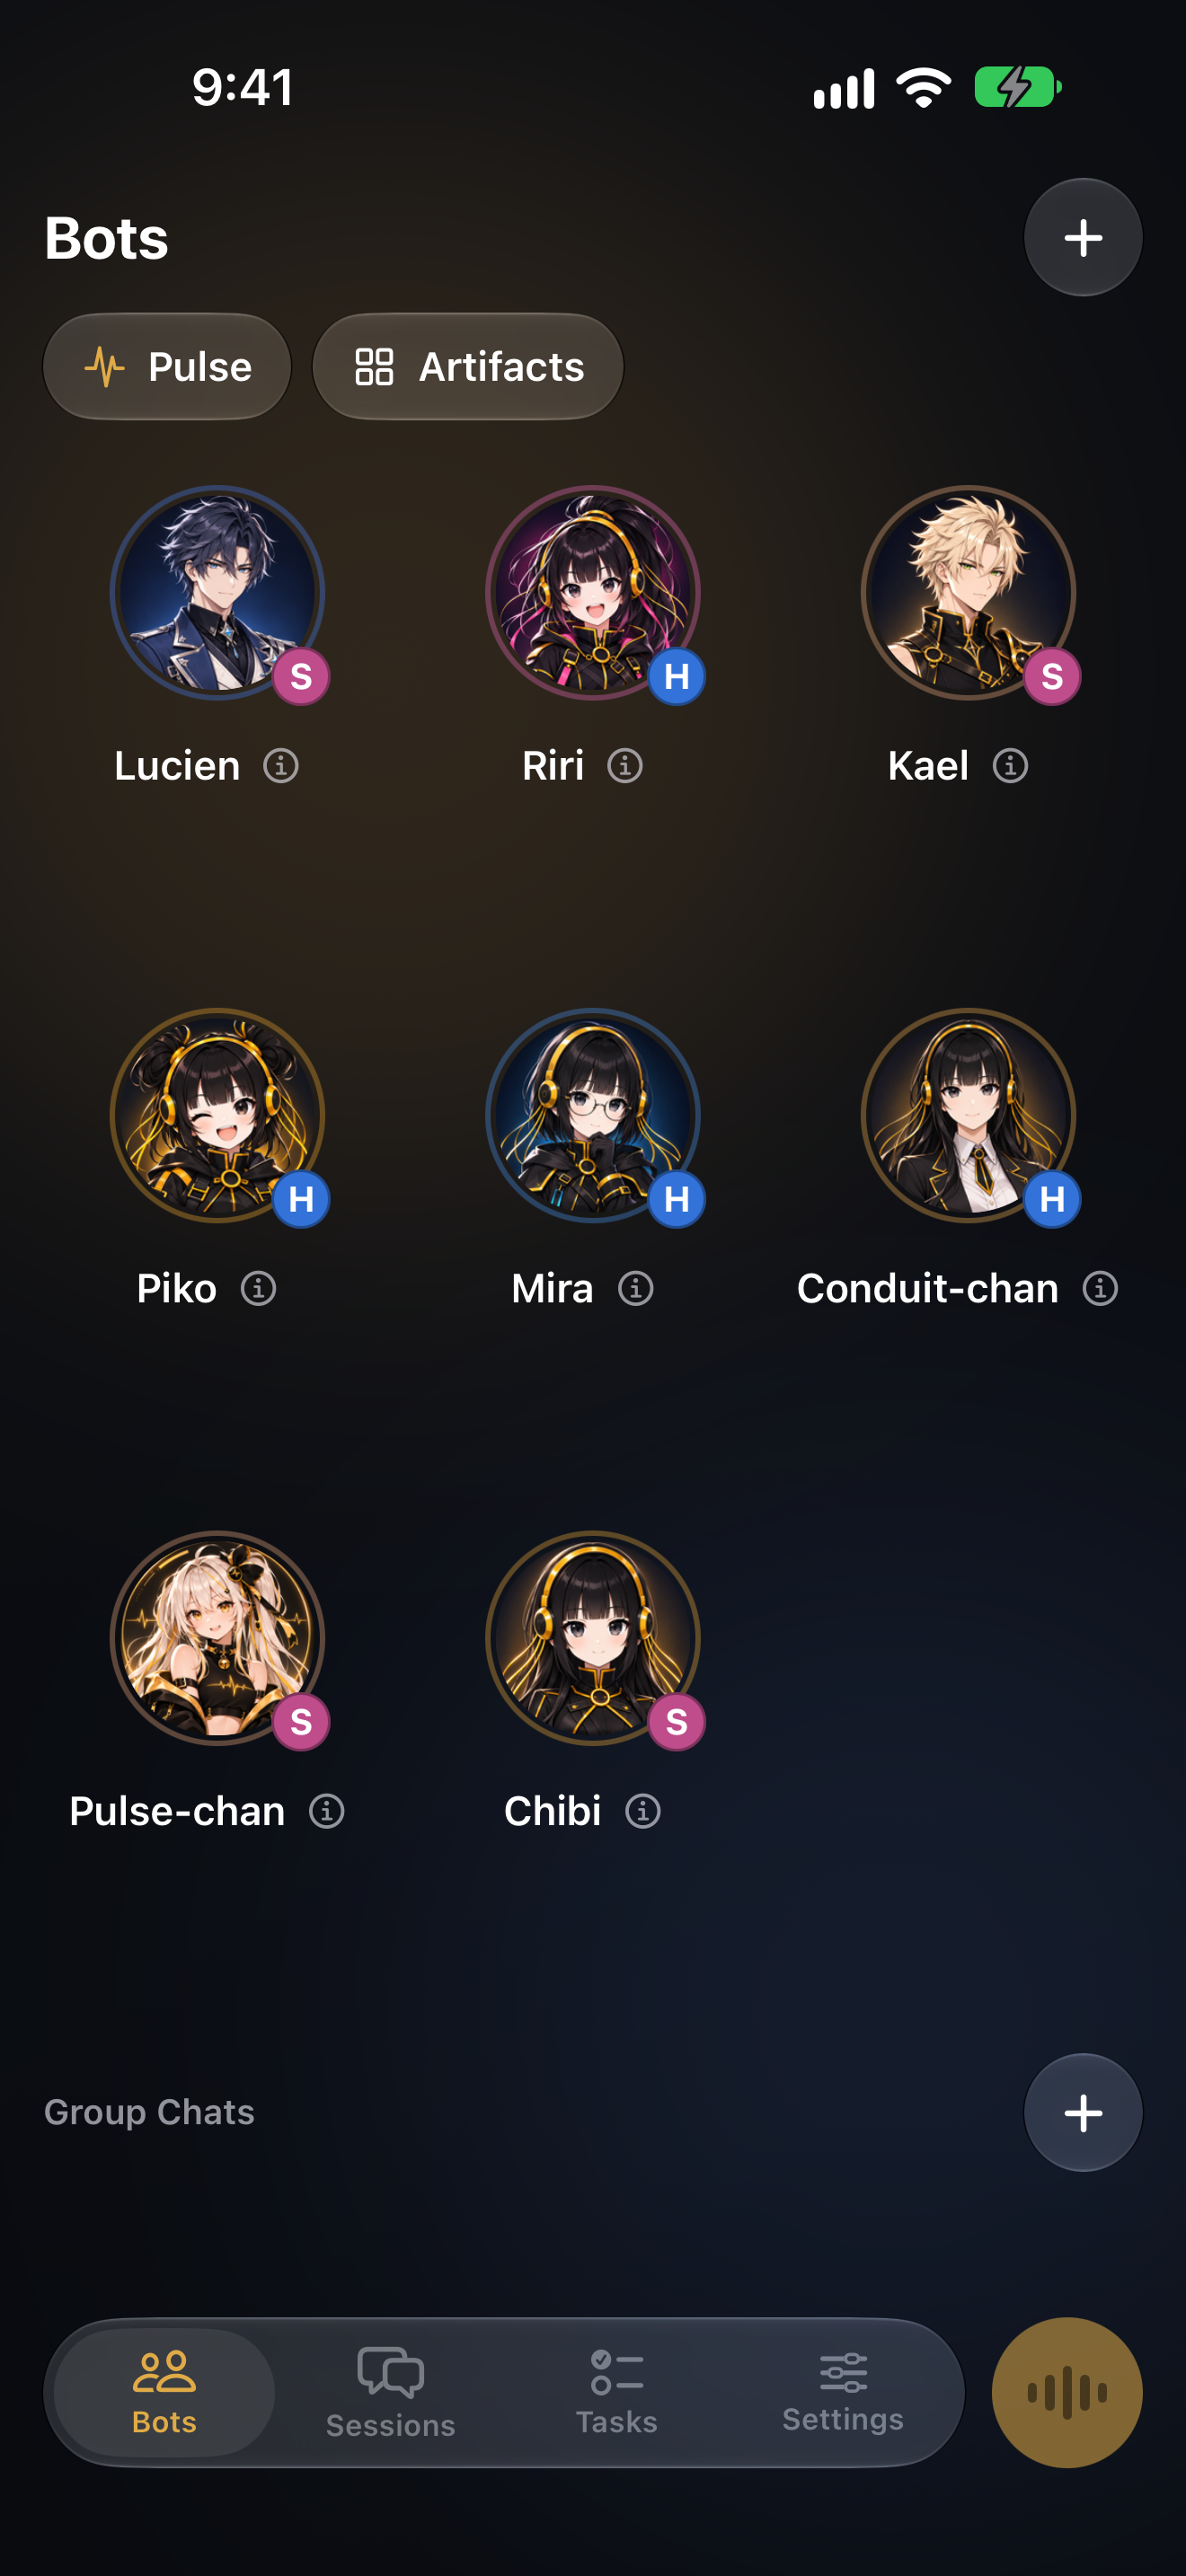 9:41
Bots
Pulse
Artifacts
S
H
S
Lucien
Riri
Kael
H
H
H
Piko
Mira
Conduit-chan
S
S
Pulse-chan
Chibi
Group Chats
Bots
Sessions
Tasks
Settings